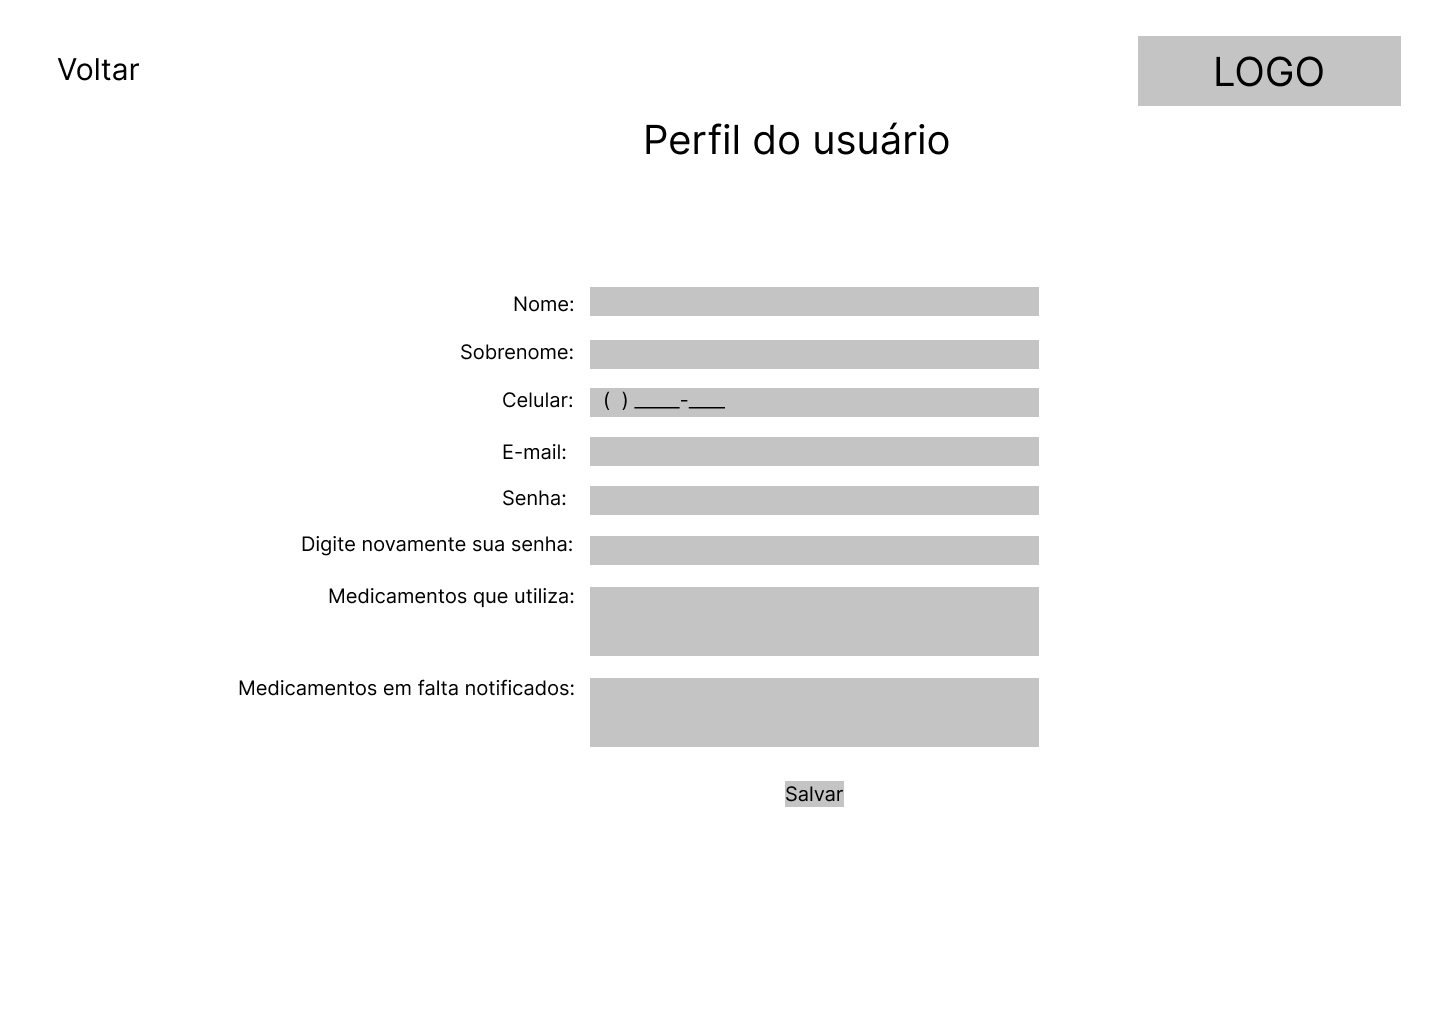 Voltar
LOGO
Perfil do usuário
Nome:
Sobrenome:
Celular: ( ) _____-____
E-mail:
Senha:
Digite novamente sua senha:
Medicamentos que utiliza:
Medicamentos em falta notificados:
Salvar